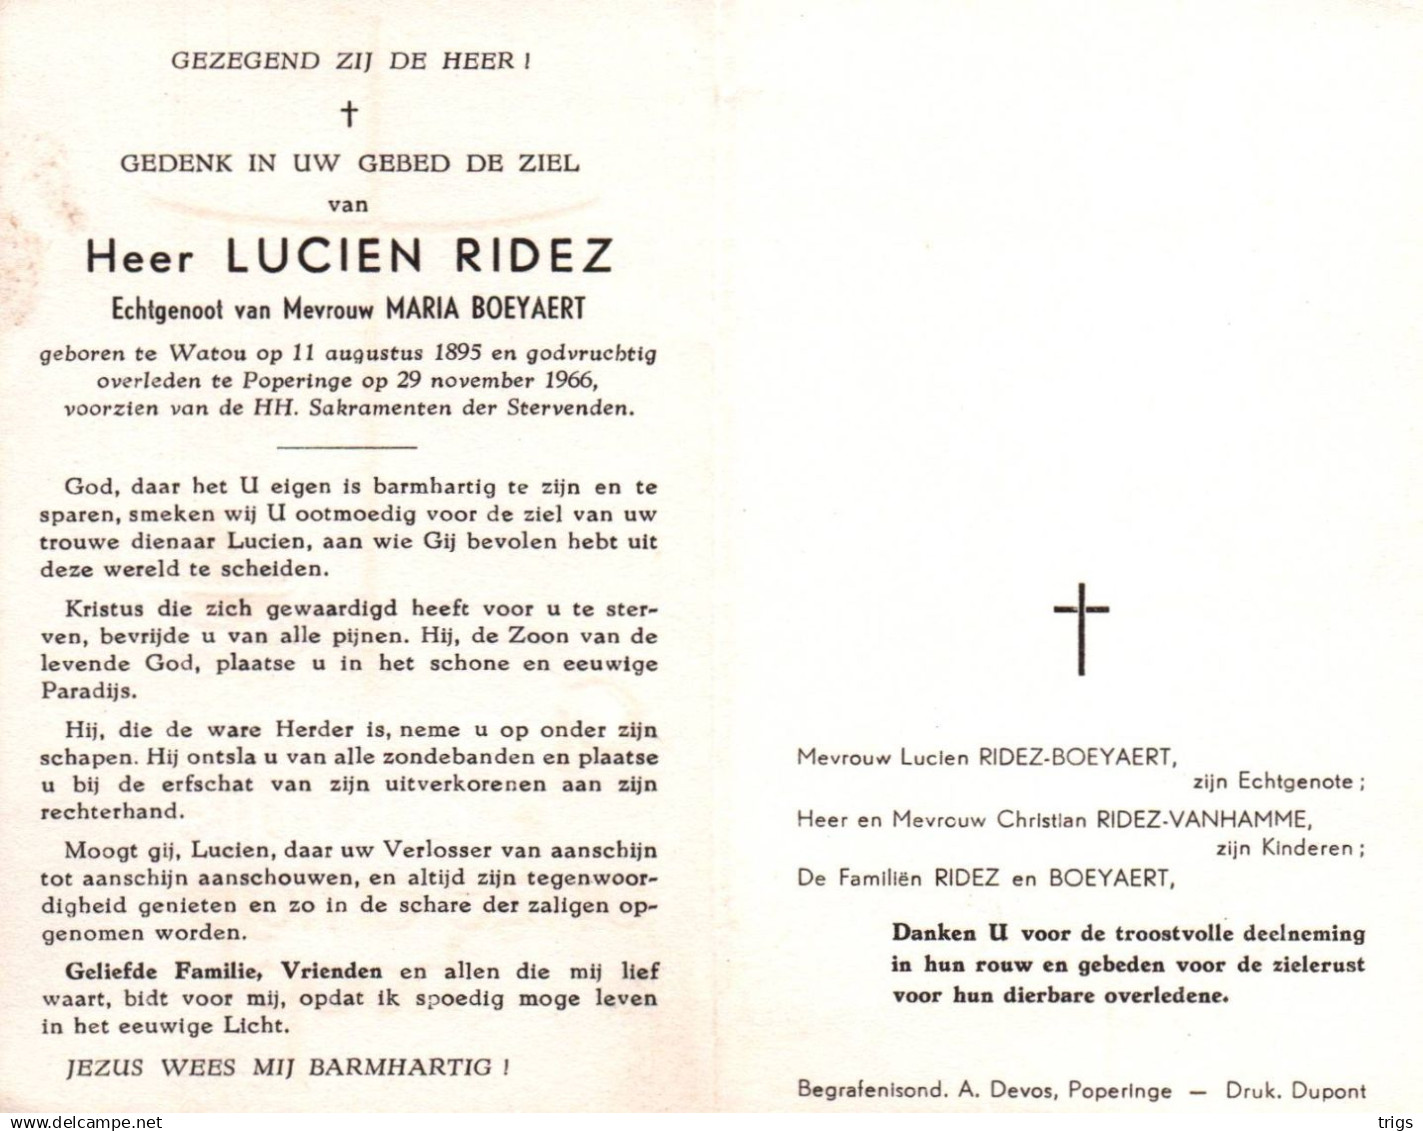 GEZEGEND ZIJ DE HEER !
GEDENK IN UW GEBED DE ZIEL
van
Heer LUCIEN RIDEZ
Echtgenoot van Mevrouw MARIA BOEYAERT
geboren te Watou op 11 augustus 1895 en godvruchtig
overleden te Poperinge op 29 november 1966,
voorzien van de HH. Sakramenten der Stervenden.
God, daar het U eigen is barmhartig te zijn en te
sparen, smeken wij U ootmoedig voor de ziel van uw
trouwe dienaar Lucien, aan wie Gij bevolen hebt uit
deze wereld te scheiden.
Kristus die zich gewaardigd heeft voor u te ster-
ven, bevrijde u van alle pijnen. Hij, de Zoon van de
levende God, plaatse u in het schone en eeuwige
Paradijs.
Hij, die de ware Herder is, neme u op onder zijn
schapen. Hij ontsla u van alle zondebanden en plaatse
u bij de erfschat van zijn uitverkorenen aan zijn
rechterhand.
Moogt gij, Lucien, daar uw Verlosser van aanschijn
tot aanschijn aanschouwen, en altijd zijn tegenwoor-
digheid genieten en zo in de schare der zaligen op-
genomen worden.
Geliefde Familie, Vrienden en allen die mij lief
waart, bidt voor mij, opdat ik spoedig moge leven
in het eeuwige Licht.
JEZUS WEES MIJ BARMHARTIG !
Mevrouw Lucien RIDEZ-BOEYAERT,
zijn Echtgenote ;
Heer en Mevrouw Christian RIDEZ-VANHAMME,
zijn Kinderen ;
De Familiën RIDEZ en BOEYAERT,
Danken U voor de troostvolle deelneming
in hun rouw en gebeden voor de zielerust
voor hun dierbare overledene.
Begrafenisond. A. Devos, Poperinge — Druk. Dupont
www.delcampe.net
trigs